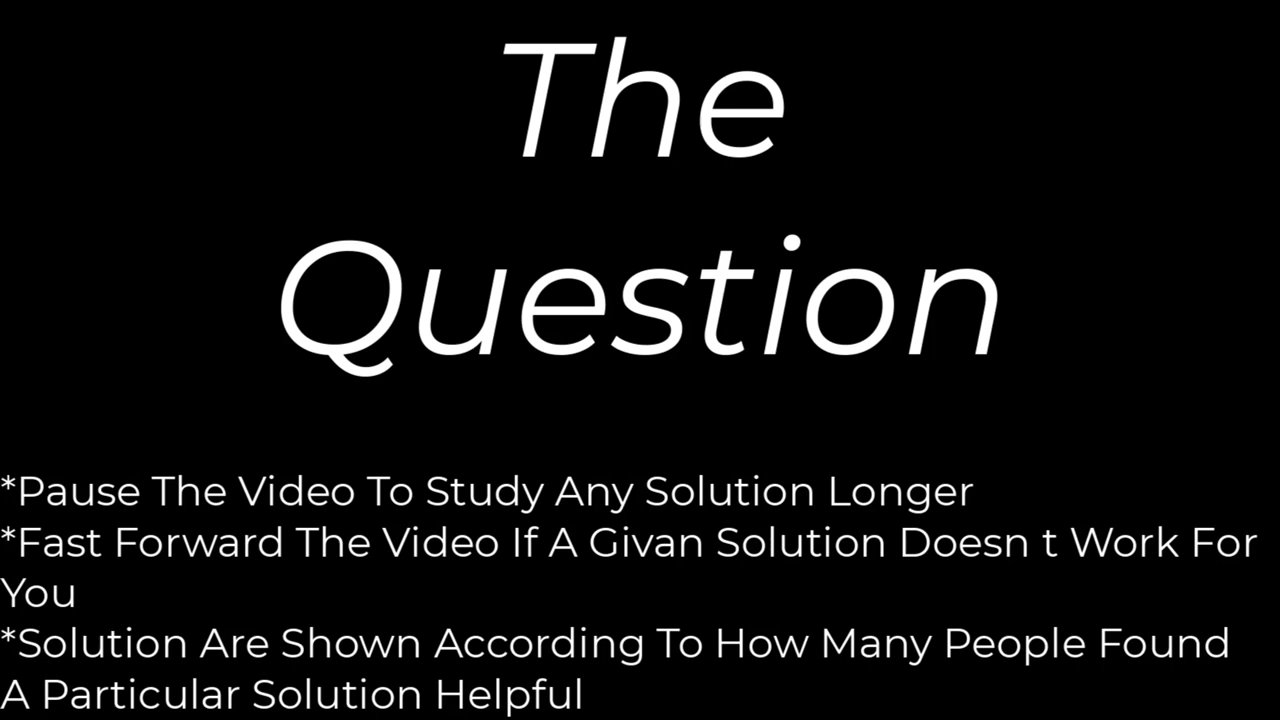 The
Question
*Pause The Video To Study Any Solution Longer
*Fast Forward The Video If A Givan Solution Doesn t Work For
You
*Solution Are Shown According To How Many People Found
A Particular Solution Helpful